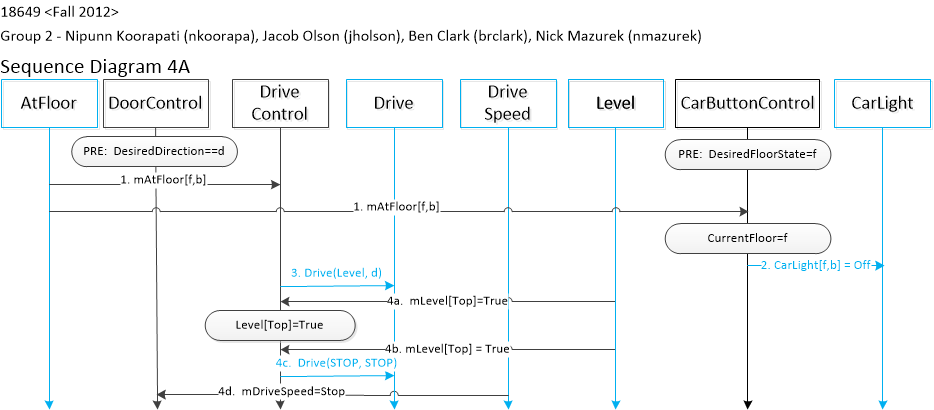 18649 <Fall 2012>
Group 2 - Nipunn Koorapati (nkoorapa), Jacob Olson (jholson), Ben Clark (brclark), Nick Mazurek (nmazurek)
Sequence Diagram 4A
AtFloor
DoorControl
Drive
Control
Drive
Drive
Speed
Level
CarButtonControl
CarLight
PRE: DesiredDirection==d
PRE: DesiredFloorState=f
1. mAtFloor[f,b]
1. mAtFloor[f,b]
CurrentFloor=f
2. CarLight[f,b] = Off
3. Drive(Level, d)
4a. mLevel[Top]=True
Level[Top]=True
4b. mLevel[Top] = True
4c. Drive(STOP, STOP)
4d. mDriveSpeed=Stop